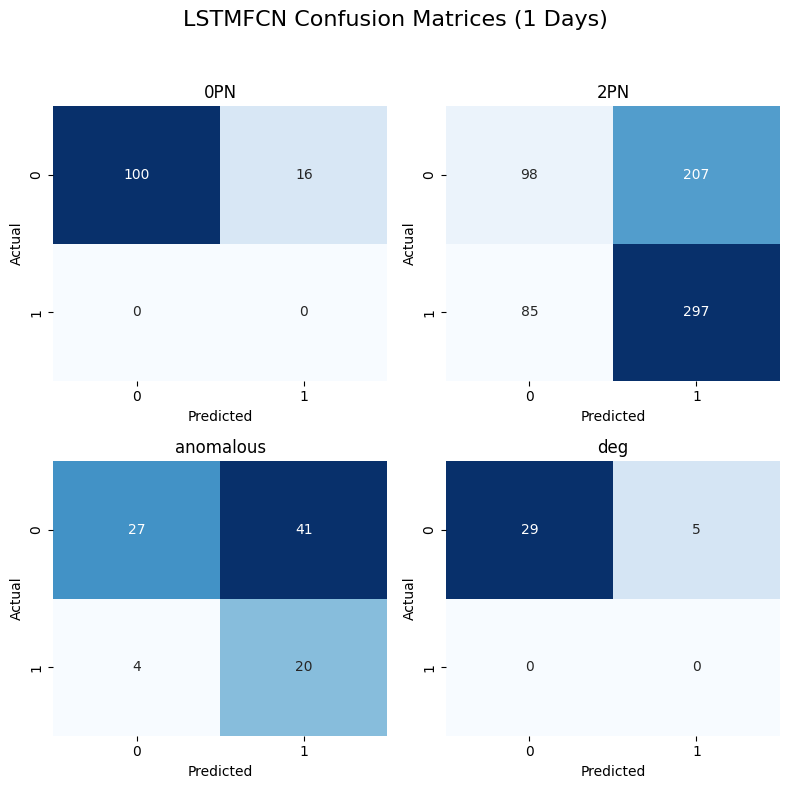 LSTMFCN Confusion Matrices (1 Days)
0PN
0
100
16
Actual
1
0
0
0
1
Predicted
2PN
0
98
207
Actual
1
85
297
0
1
Predicted
anomalous
0
27
41
Actual
1
4
20
0
1
Predicted
deg
0
29
5
Actual
1
0
0
0
1
Predicted